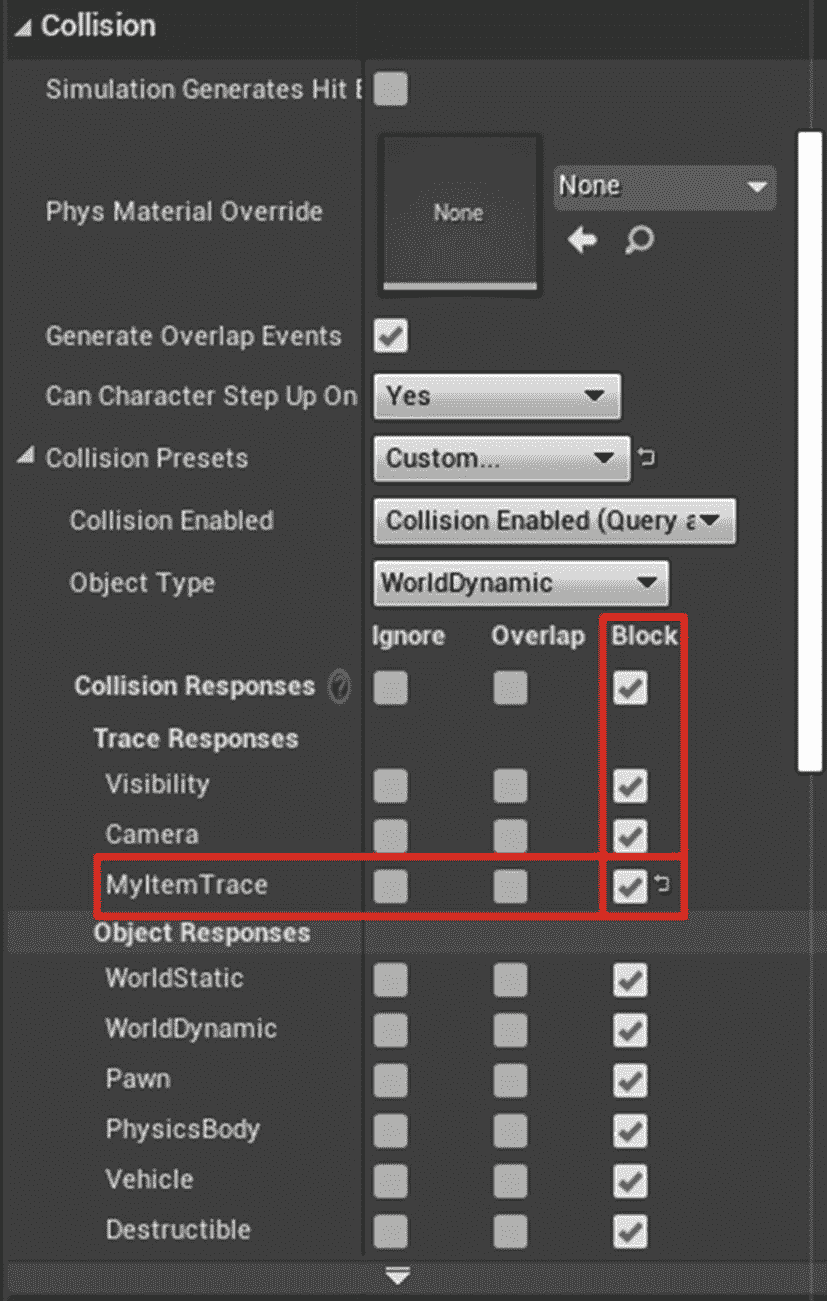 Collision
Simulation Generates Hit E
Phys Material Override
None
None
Generate Overlap Events
Can Character Step Up On
Yes
Collision Presets
Custom...
Collision Enabled
Collision Enabled (Query a
Object Type
WorldDynamic
Ignore Overlap Block
Collision Responses ?
Trace Responses
Visibility
Camera
MyItemTrace
Object Responses
WorldStatic
WorldDynamic
Pawn
PhysicsBody
Vehicle
Destructible